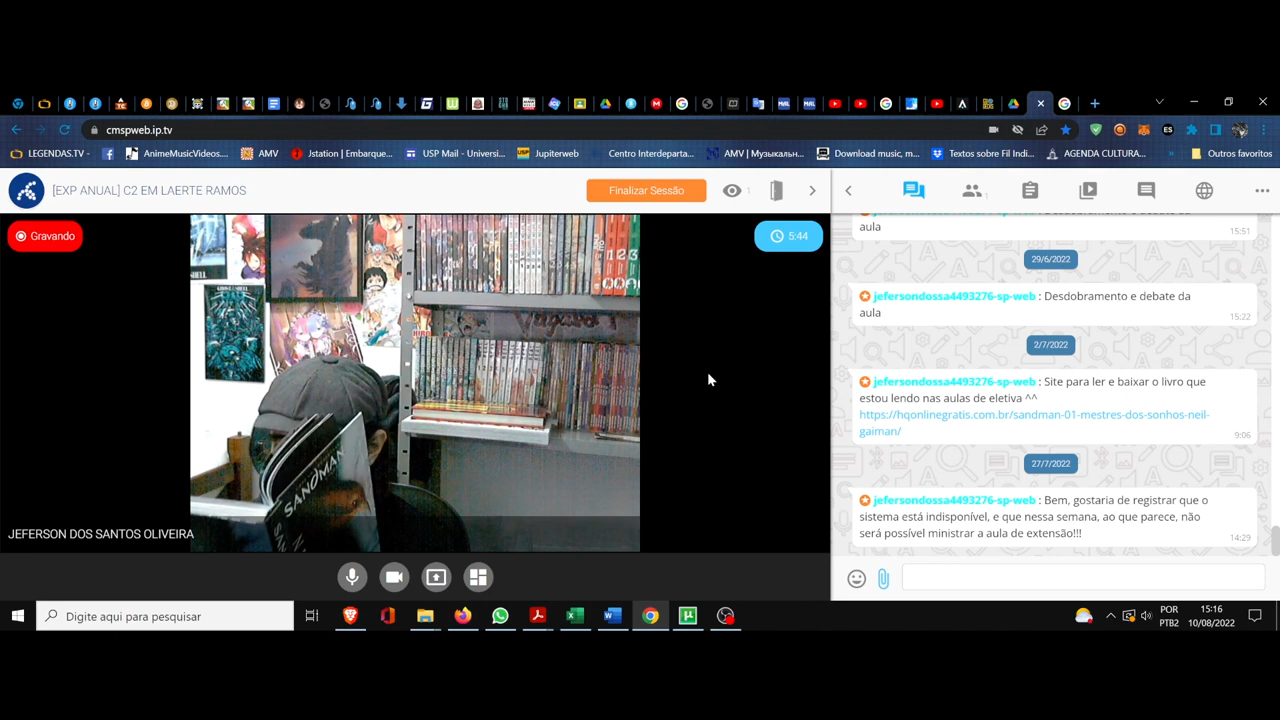 cmspweb.ip.tv
LEGENDAS.TV -
AnimeMusicVideos....
AMV
Jstation | Embarque...
USP Mail - Universi...
Jupiterweb
Centro Interdeparta...
Download music, m...
Textos sobre Fil Indi...
AGENDA CULTURA...
»
Outros favoritos
[EXP ANUAL] C2 EM LAERTE RAMOS
Finalizar Sessão
1
1
Gravando
5:44
SANDMAN
JEFERSON DOS SANTOS OLIVEIRA
aula
15:51
29/6/2022
jefersondossa4493276-sp-web : Desdobramento e debate da
aula
15:22
2/7/2022
jefersondossa4493276-sp-web : Site para ler e baixar o livro que
estou lendo nas aulas de eletiva ^^
https://hqonlinegratis.com.br/sandman-01-mestres-dos-sonhos-neil-
gaiman/
9:06
27/7/2022
jefersondossa4493276-sp-web : Bem, gostaria de registrar que o
sistema está indisponível, e que nessa semana, ao que parece, não
será possível ministrar a aula de extensão!!!
14:29
Digite aqui para pesquisar
POR
PTB2
15:16
10/08/2022